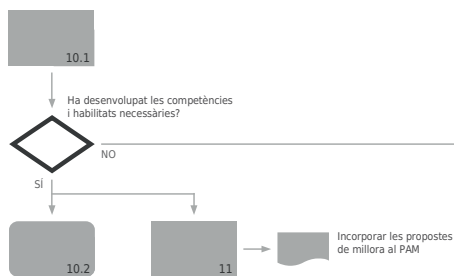 10.1
Ha desenvolupat les competències
i habilitats necessàries?
NO
SÍ
10.2
11
Incorporar les propostes
de millora al PAM